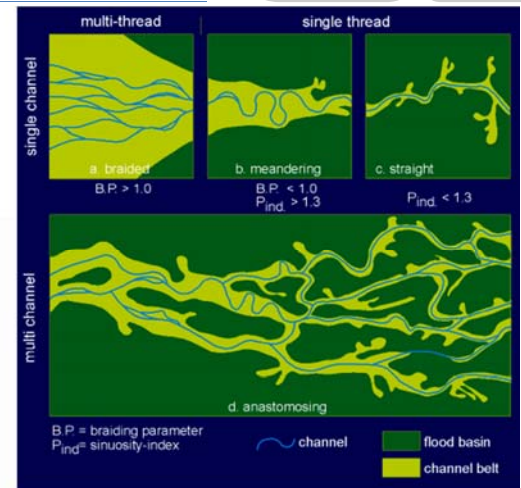 multi-thread
single thread
single channel
a. braided
b. meandering
c. straight
B.P. > 1.0
B.P. < 1.0
Pind. > 1.3
Pind. < 1.3
multi channel
d. anastomosing
B.P. = braiding parameter
Pind= sinuosity-index
channel
flood basin
channel belt